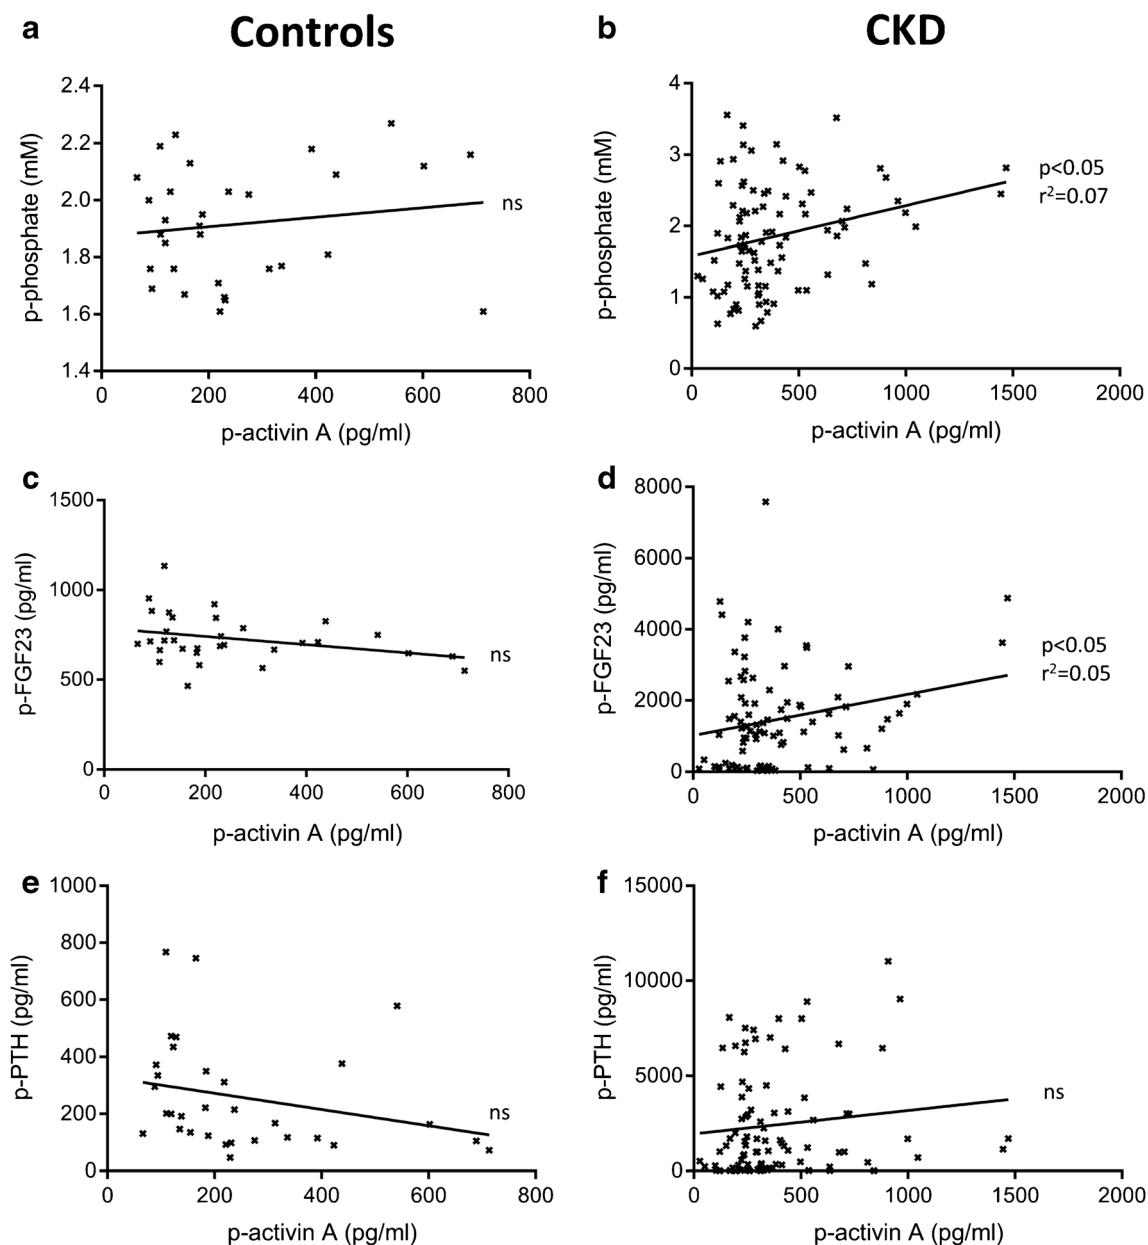 Controls
CKD
a
2.4
2.2
2.0
1.8
1.6
1.4
0
200
400
600
800
p-phosphate (mM)
p-activin A (pg/ml)
ns
b
4
3
2
1
0
0
500
1000
1500
2000
p-phosphate (mM)
p-activin A (pg/ml)
p<0.05
r²=0.07
c
1500
1000
500
0
0
200
400
600
800
p-FGF23 (pg/ml)
p-activin A (pg/ml)
ns
d
8000
6000
4000
2000
0
0
500
1000
1500
2000
p-FGF23 (pg/ml)
p-activin A (pg/ml)
p<0.05
r²=0.05
e
1000
800
600
400
200
0
0
200
400
600
800
p-PTH (pg/ml)
p-activin A (pg/ml)
ns
f
15000
10000
5000
0
0
500
1000
1500
2000
p-PTH (pg/ml)
p-activin A (pg/ml)
ns